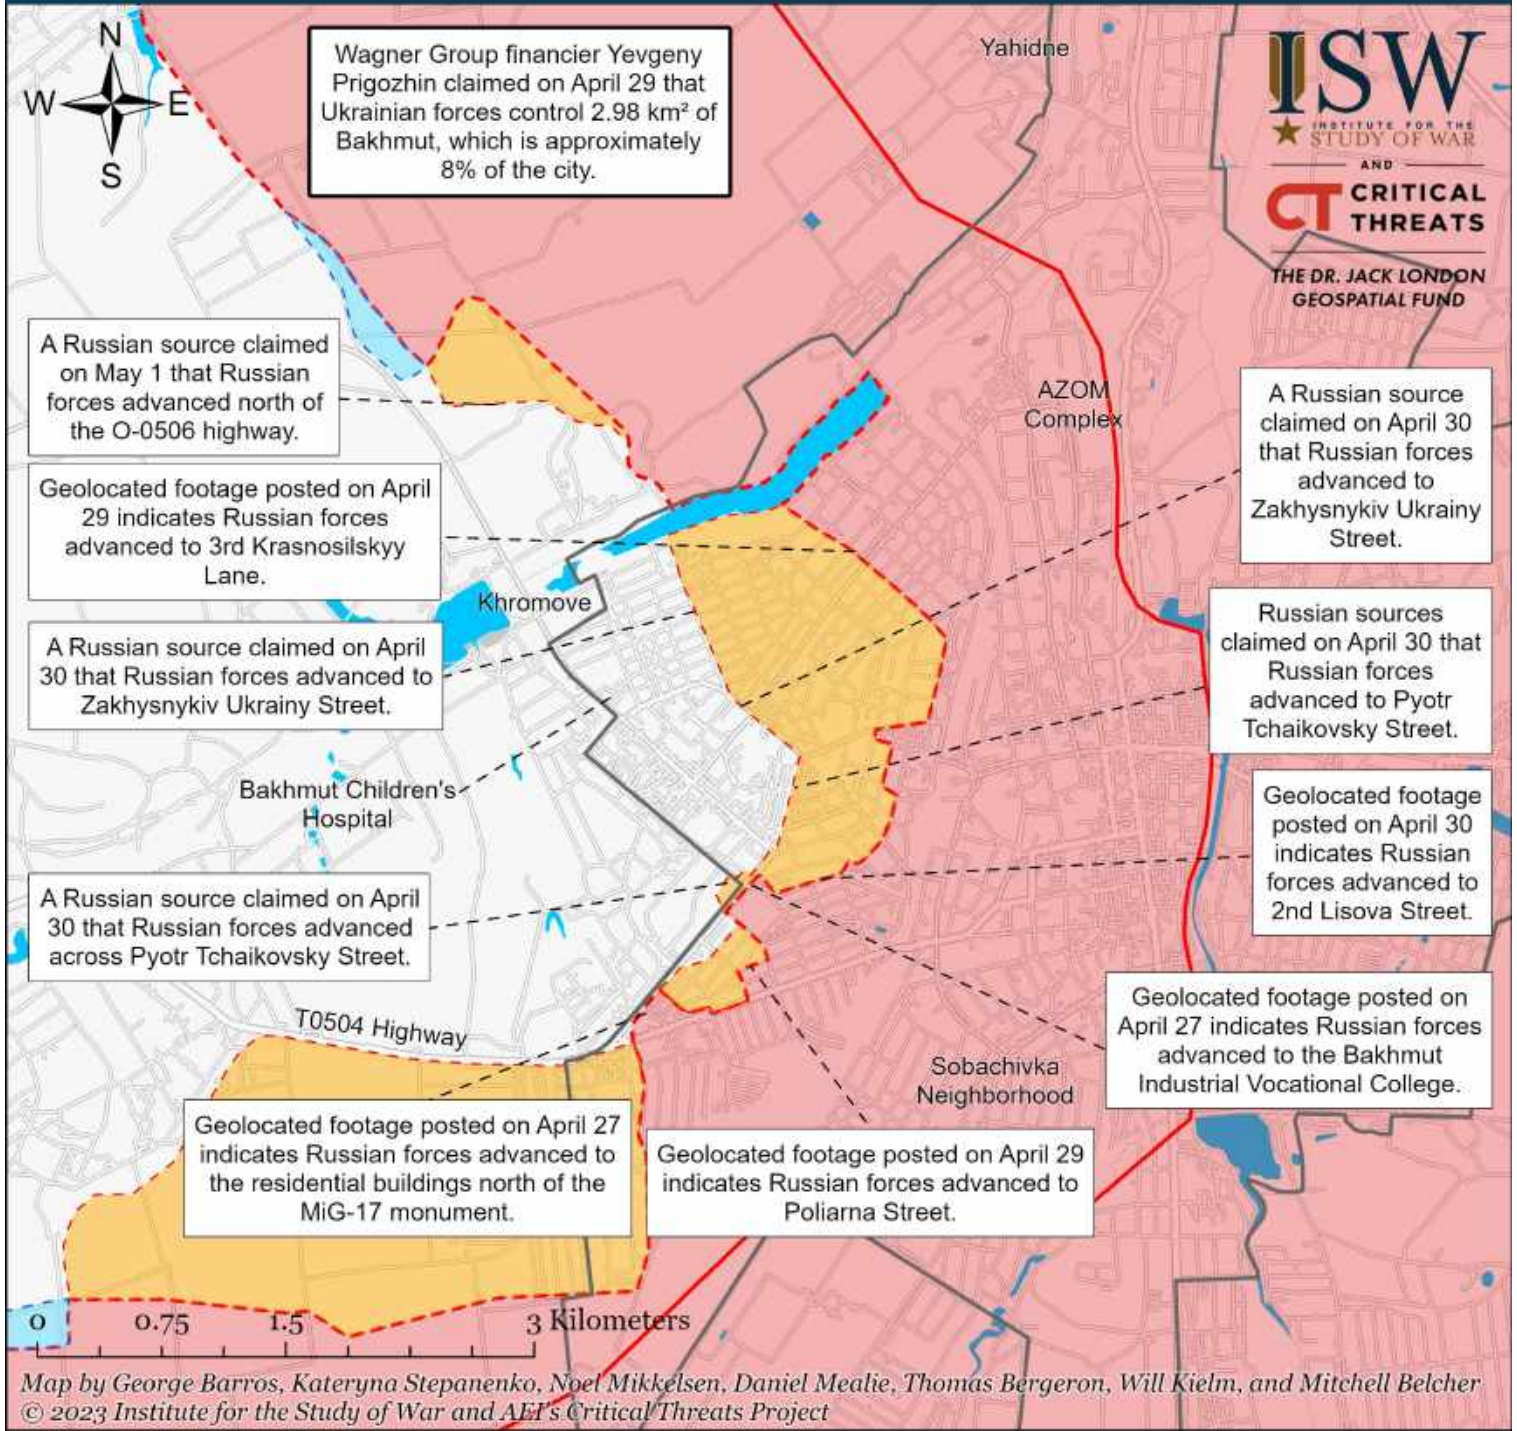 N
W E
S
Wagner Group financier Yevgeny
Prigozhin claimed on April 29 that
Ukrainian forces control 2.98 km² of
Bakhmut, which is approximately
8% of the city.
Yahidne
ISW
INSTITUTE FOR THE
STUDY OF WAR
AND
CT CRITICAL
THREATS
THE DR. JACK LONDON
GEOSPATIAL FUND
A Russian source claimed
on May 1 that Russian
forces advanced north of
the O-0506 highway.
AZOM
Complex
A Russian source
claimed on April 30
that Russian forces
advanced to
Zakhysnykiv Ukrainy
Street.
Geolocated footage posted on April
29 indicates Russian forces
advanced to 3rd Krasnosilskyy
Lane.
Khromove
Russian sources
claimed on April 30 that
Russian forces
advanced to Pyotr
Tchaikovsky Street.
A Russian source claimed on April
30 that Russian forces advanced to
Zakhysnykiv Ukrainy Street.
Bakhmut Children's
Hospital
Geolocated footage
posted on April 30
indicates Russian
forces advanced to
2nd Lisova Street.
A Russian source claimed on April
30 that Russian forces advanced
across Pyotr Tchaikovsky Street.
T0504 Highway
Geolocated footage posted on
April 27 indicates Russian forces
advanced to the Bakhmut
Industrial Vocational College.
Sobachivka
Neighborhood
Geolocated footage posted on April 27
indicates Russian forces advanced to
the residential buildings north of the
MiG-17 monument.
Geolocated footage posted on April 29
indicates Russian forces advanced to
Poliarna Street.
0 0.75 1.5 3 Kilometers
Map by George Barros, Kateryna Stepanenko, Noel Mikkelsen, Daniel Mealie, Thomas Bergeron, Will Kielm, and Mitchell Belcher
© 2023 Institute for the Study of War and AEI's Critical Threats Project